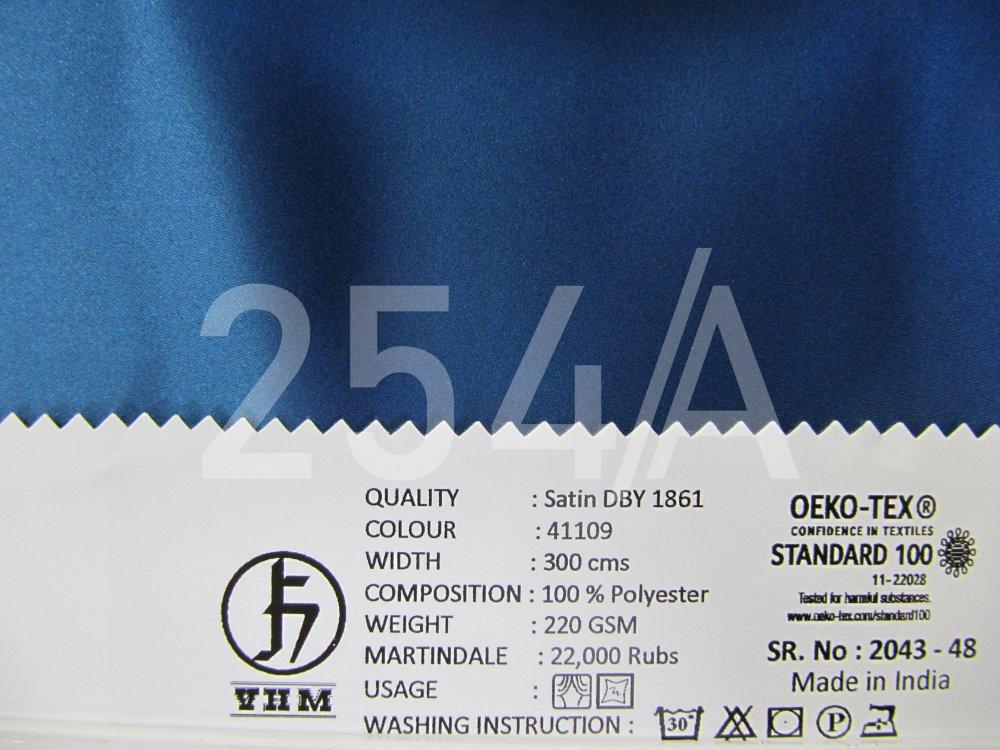 254/A
QUALITY : Satin DBY 1861
COLOUR : 41109
WIDTH : 300 cms
COMPOSITION : 100 % Polyester
WEIGHT : 220 GSM
MARTINDALE : 22,000 Rubs
USAGE :
WASHING INSTRUCTION : 30° P
VHM
OEKO-TEX®
CONFIDENCE IN TEXTILES
STANDARD 100
11-22028
Tested for harmful substances.
www.oeko-tex.com/standard100
SR. No : 2043 - 48
Made in India